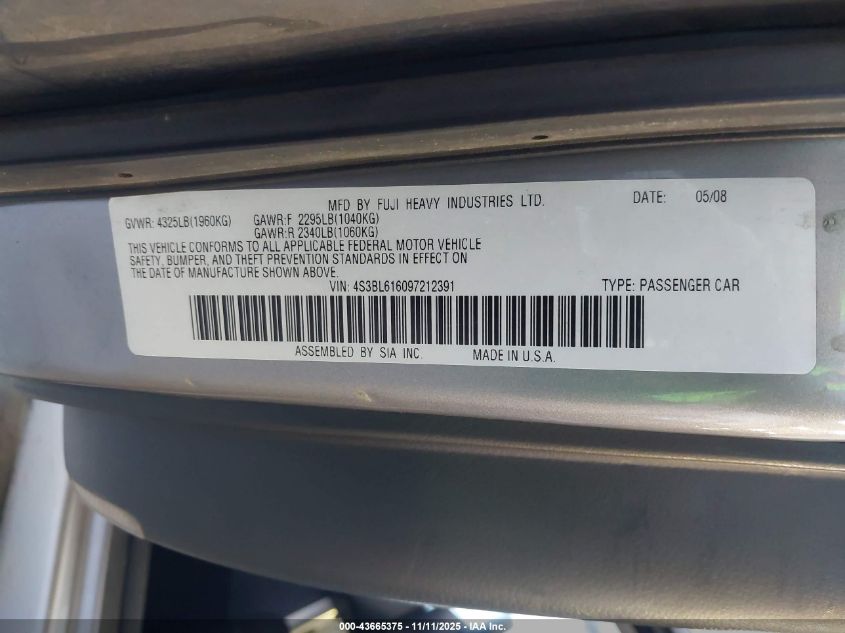 MFD BY FUJI HEAVY INDUSTRIES LTD. DATE: 05/08
GVWR: 4325LB(1960KG) GAWR:F 2295LB(1040KG)
GAWR:R 2340LB(1060KG)
THIS VEHICLE CONFORMS TO ALL APPLICABLE FEDERAL MOTOR VEHICLE
SAFETY, BUMPER, AND THEFT PREVENTION STANDARDS IN EFFECT ON
THE DATE OF MANUFACTURE SHOWN ABOVE.
VIN: 4S3BL616097212391 TYPE: PASSENGER CAR
ASSEMBLED BY SIA INC. MADE IN U.S.A.
000-43665375 - 11/11/2025 - IAA Inc.